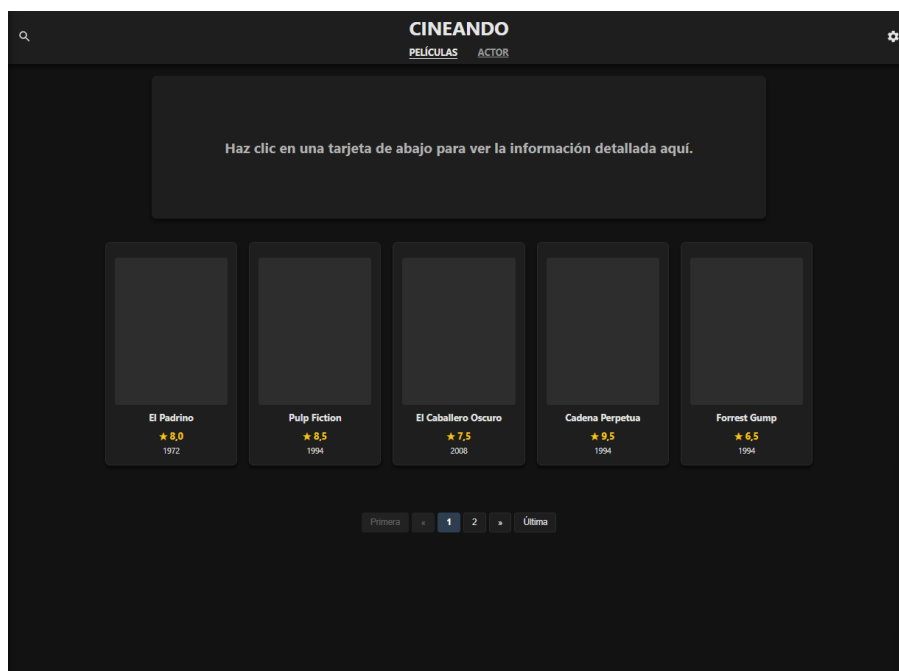 CINEANDO
PELÍCULAS ACTOR
Haz clic en una tarjeta de abajo para ver la información detallada aquí.
El Padrino
★ 8,0
1972
Pulp Fiction
★ 8,5
1994
El Caballero Oscuro
★ 7,5
2008
Cadena Perpetua
★ 9,5
1994
Forrest Gump
★ 6,5
1994
Primera « 1 2 » Última